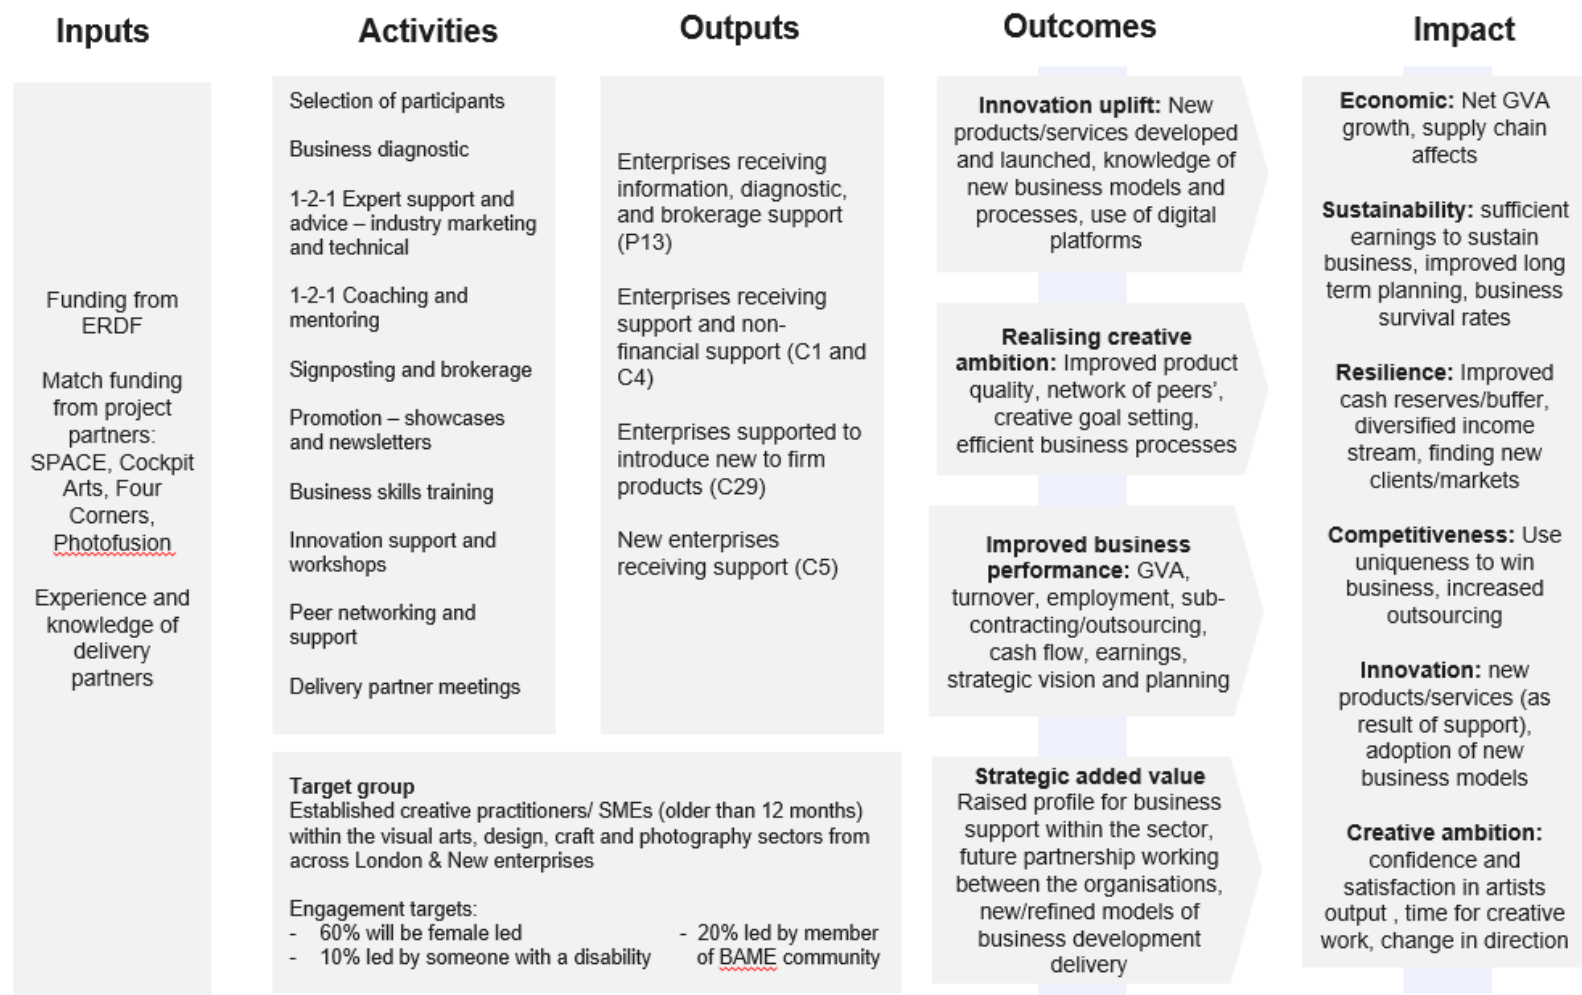 Inputs
Funding from
ERDF
Match funding
from project
partners:
SPACE, Cockpit
Arts, Four
Corners,
Photofusion
Experience and
knowledge of
delivery
partners
Activities
Selection of participants
Business diagnostic
1-2-1 Expert support and
advice – industry marketing
and technical
1-2-1 Coaching and
mentoring
Signposting and brokerage
Promotion – showcases
and newsletters
Business skills training
Innovation support and
workshops
Peer networking and
support
Delivery partner meetings
Outputs
Enterprises receiving
information, diagnostic,
and brokerage support
(P13)
Enterprises receiving
support and non-
financial support (C1 and
C4)
Enterprises supported to
introduce new to firm
products (C29)
New enterprises
receiving support (C5)
Target group
Established creative practitioners/ SMEs (older than 12 months)
within the visual arts, design, craft and photography sectors from
across London & New enterprises
Engagement targets:
- 60% will be female led
- 10% led by someone with a disability
- 20% led by member
of BAME community
Outcomes
Innovation uplift: New
products/services developed
and launched, knowledge of
new business models and
processes, use of digital
platforms
Realising creative
ambition: Improved product
quality, network of peers’,
creative goal setting,
efficient business processes
Improved business
performance: GVA,
turnover, employment, sub-
contracting/outsourcing,
cash flow, earnings,
strategic vision and planning
Strategic added value
Raised profile for business
support within the sector,
future partnership working
between the organisations,
new/refined models of
business development
delivery
Impact
Economic: Net GVA
growth, supply chain
affects
Sustainability: sufficient
earnings to sustain
business, improved long
term planning, business
survival rates
Resilience: Improved
cash reserves/buffer,
diversified income
stream, finding new
clients/markets
Competitiveness: Use
uniqueness to win
business, increased
outsourcing
Innovation: new
products/services (as
result of support),
adoption of new
business models
Creative ambition:
confidence and
satisfaction in artists
output , time for creative
work, change in direction